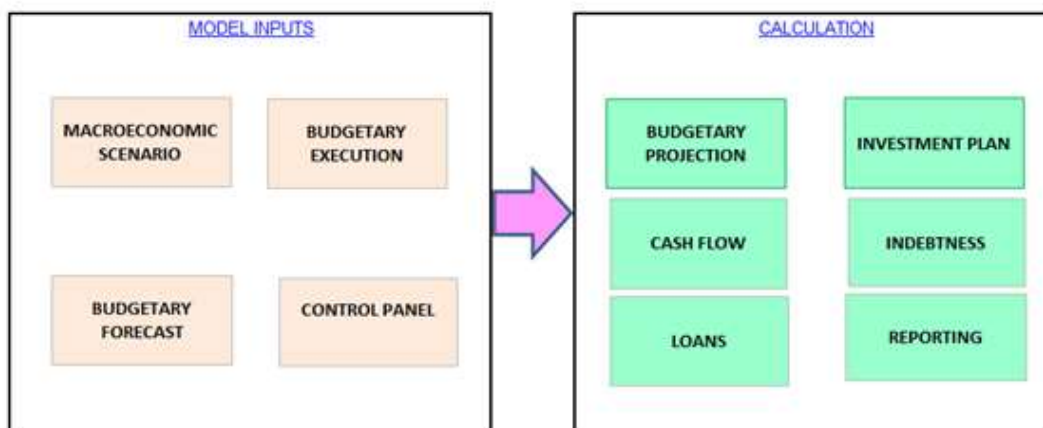 MODEL INPUTS
MACROECONOMIC
SCENARIO
BUDGETARY
EXECUTION
BUDGETARY
FORECAST
CONTROL PANEL
CALCULATION
BUDGETARY
PROJECTION
INVESTMENT PLAN
CASH FLOW
INDEBTNESS
LOANS
REPORTING